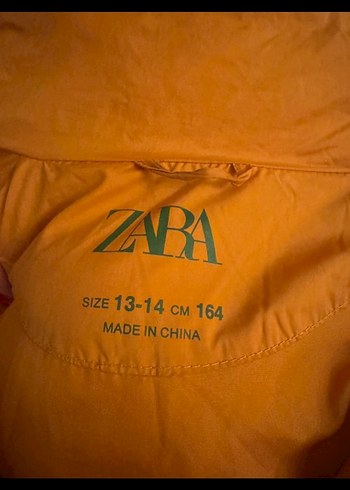 ZARA
SIZE 13-14 CM 164
MADE IN CHINA